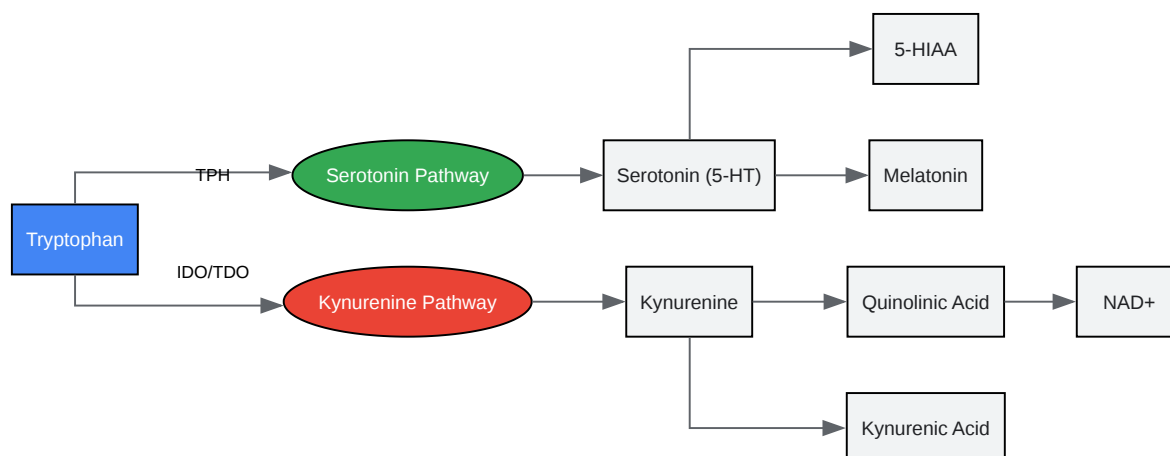 5-HIAA
TPH
Serotonin Pathway
Serotonin (5-HT)
Melatonin
Tryptophan
IDO/TDO
Kynurenine Pathway
Kynurenine
Quinolinic Acid
NAD+
Kynurenic Acid